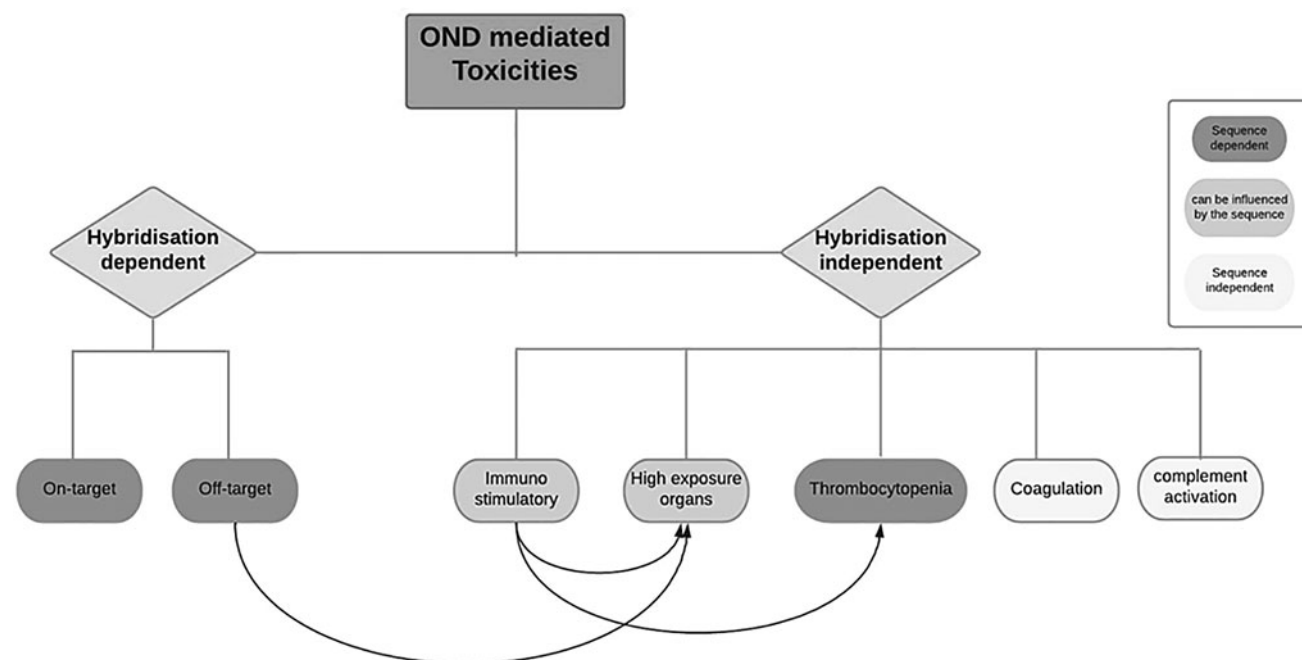 OND mediated
Toxicities
Sequence
dependent
can be influenced
by the sequence
Sequence
independent
Hybridisation
dependent
Hybridisation
independent
On-target
Off-target
Immuno
stimulatory
High exposure
organs
Thrombocytopenia
Coagulation
complement
activation